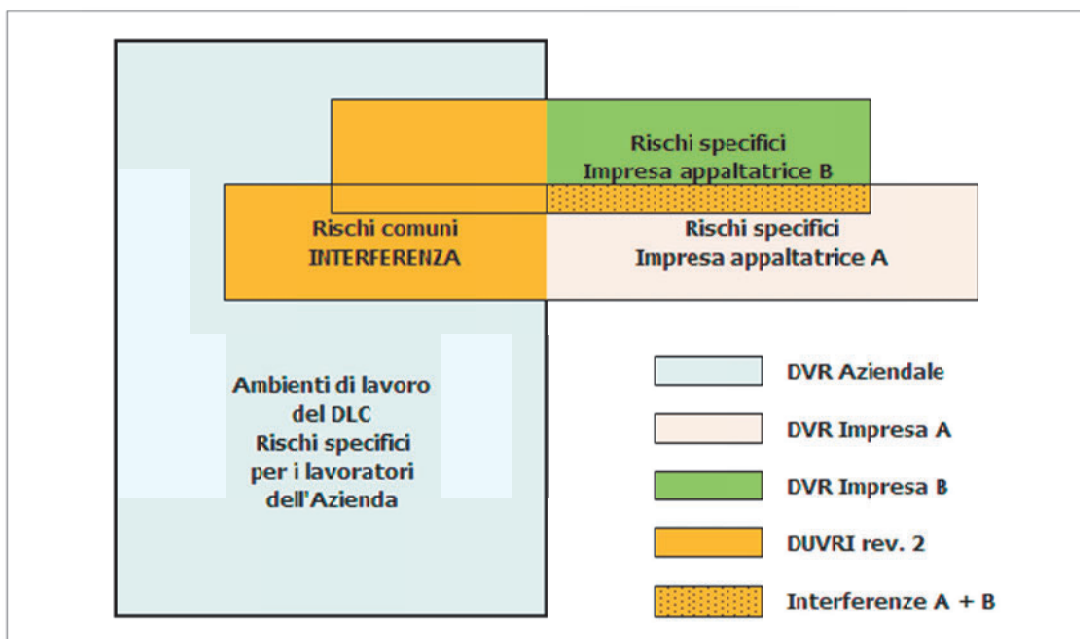 Rischi specifici
Impresa appaltatrice B
Rischi comuni
INTERFERENZA
Rischi specifici
Impresa appaltatrice A
Ambienti di lavoro
del DLC
Rischi specifici
per i lavoratori
dell'Azienda
DVR Aziendale
DVR Impresa A
DVR Impresa B
DUVRI rev. 2
Interferenze A + B